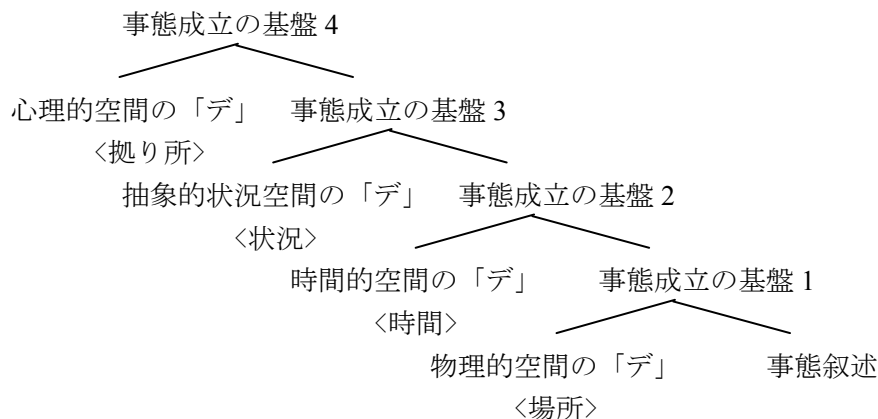 事態成立の基盤 4
心理的空間の「デ」 事態成立の基盤 3
<拠り所>
抽象的状況空間の「デ」 事態成立の基盤 2
<状況>
時間的空間の「デ」 事態成立の基盤 1
<時間>
物理的空間の「デ」 事態叙述
<場所>